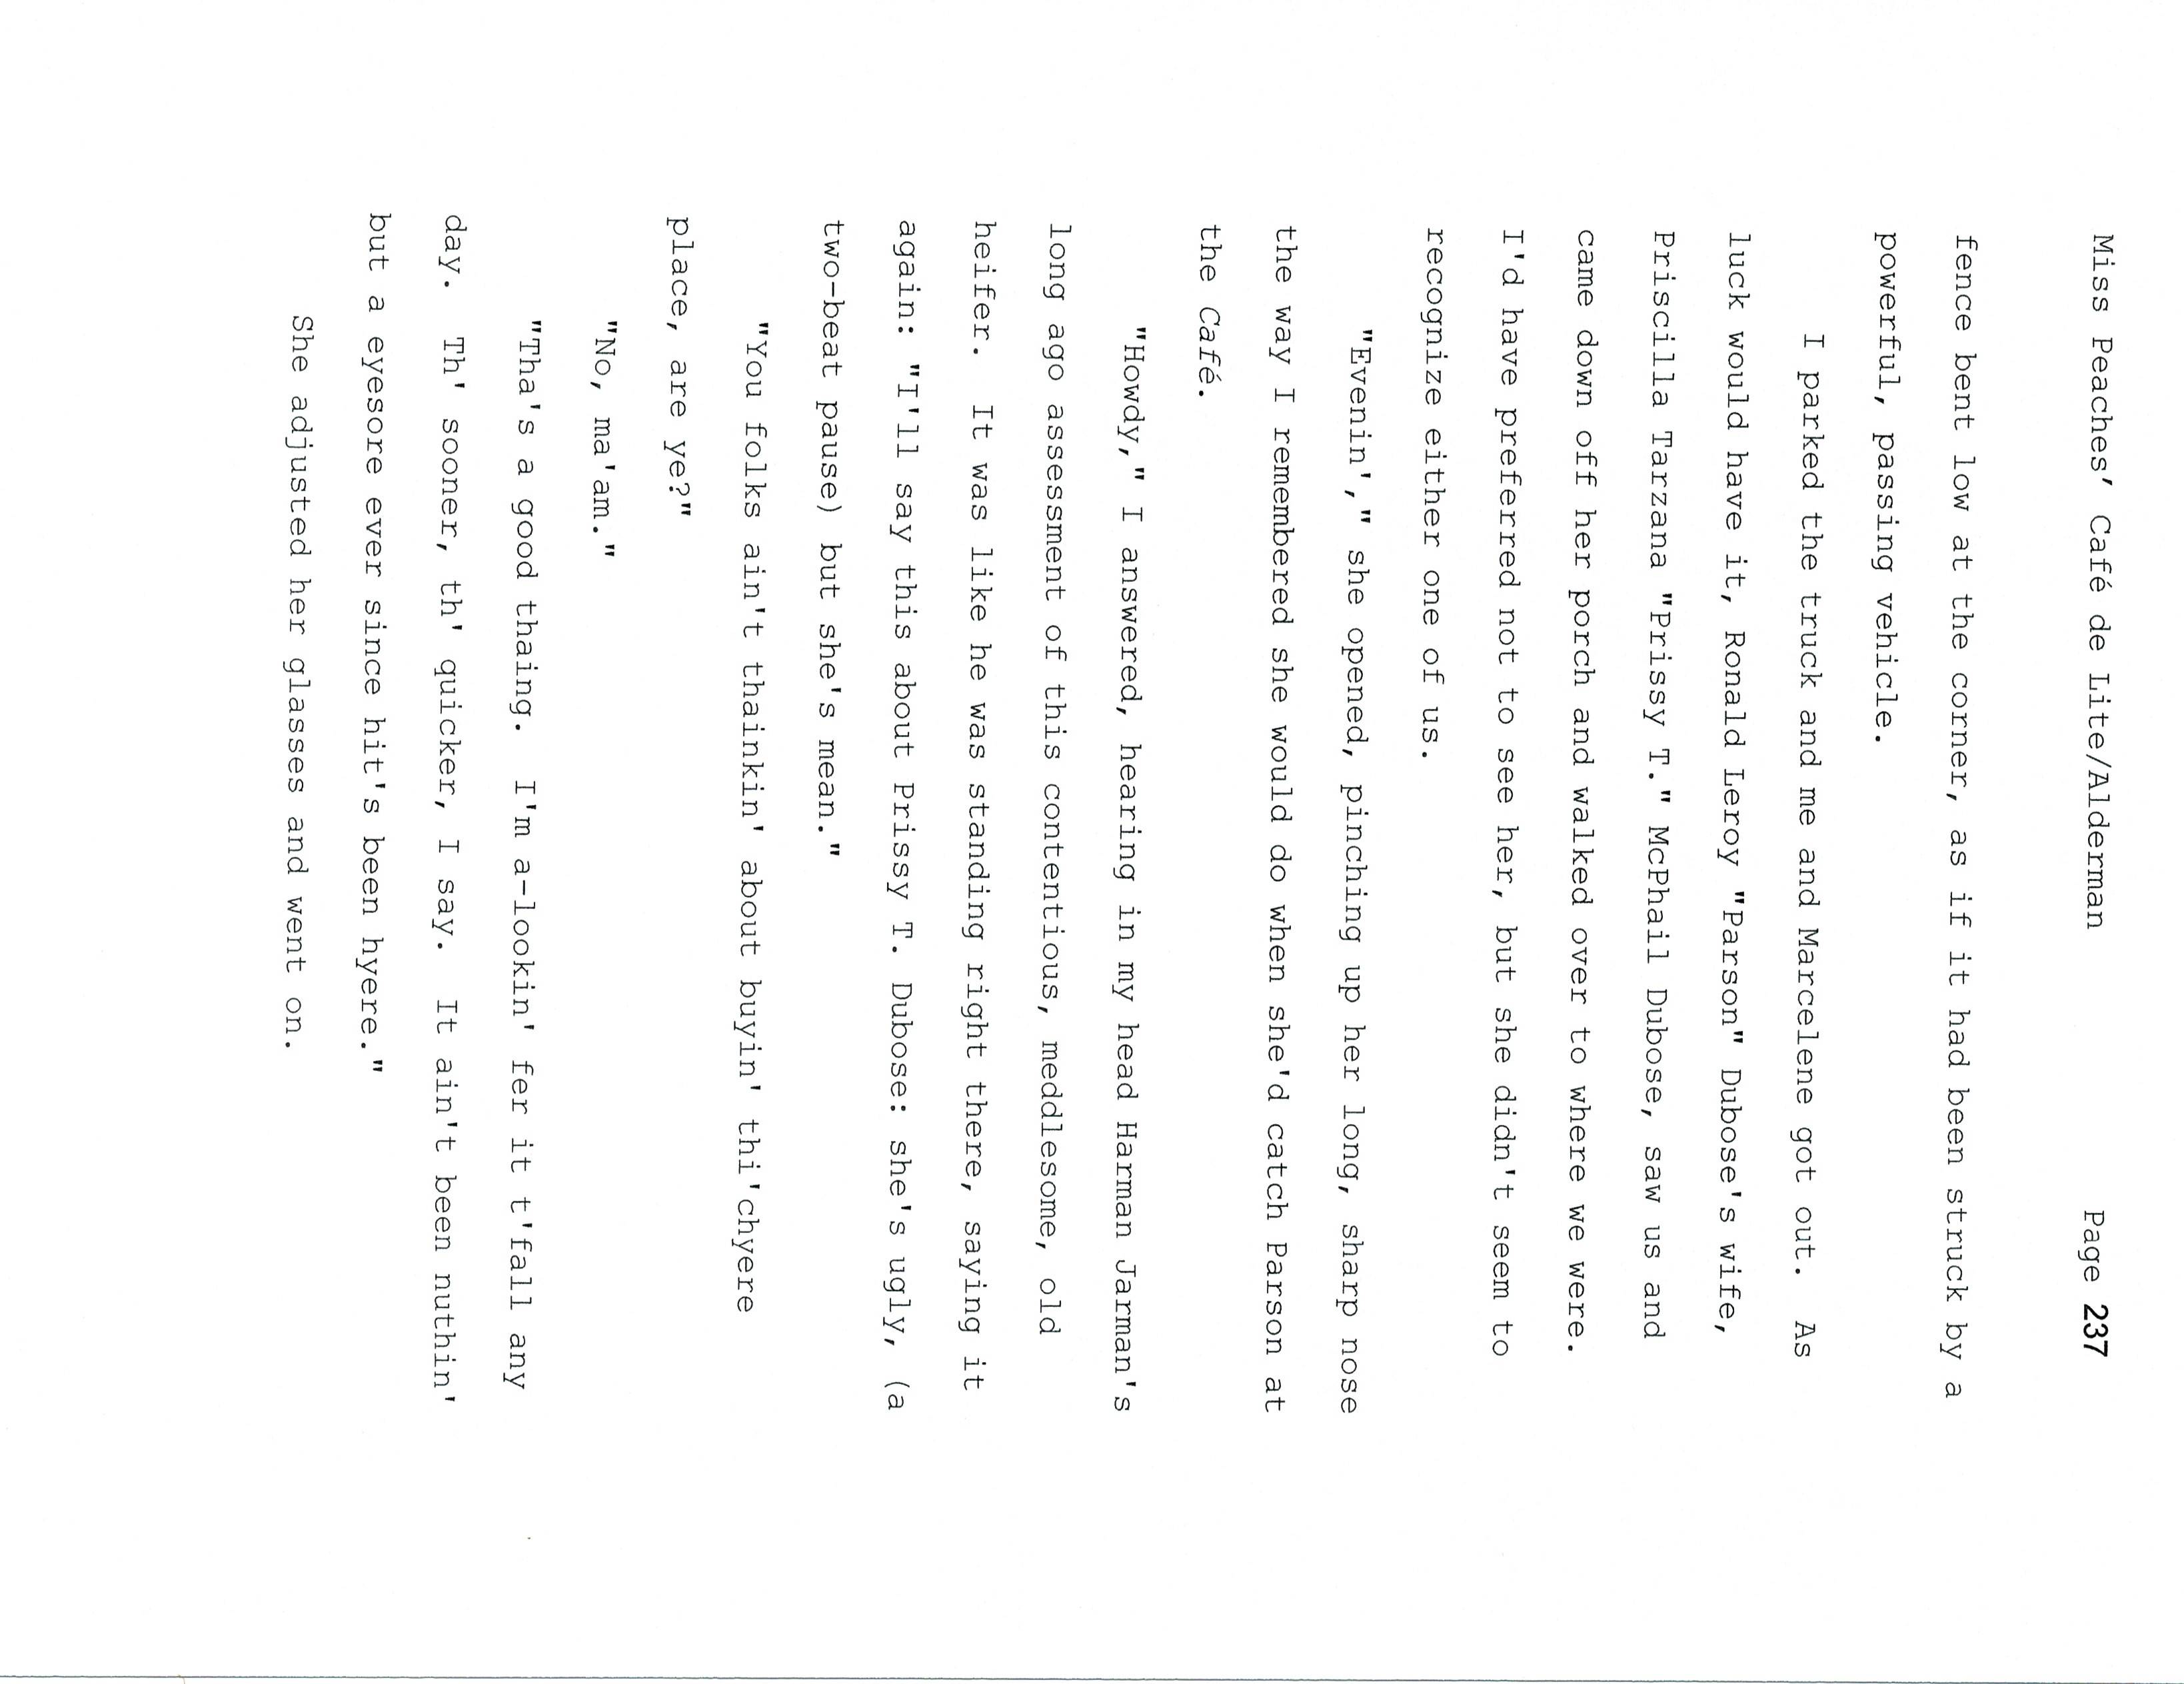 Miss Peaches’ Café de Lite/Alderman Page 237
fence bent low at the corner, as if it had been struck by a
powerful, passing vehicle.
I parked the truck and me and Marcelene got out.  As
luck would have it, Ronald Leroy "Parson" Dubose's wife,
Priscilla Tarzana "Prissy T." McPhail Dubose, saw us and
came down off her porch and walked over to where we were.
I'd have preferred not to see her, but she didn't seem to
recognize either one of us.
"Evenin'," she opened, pinching up her long, sharp nose
the way I remembered she would do when she'd catch Parson at
the Café.
"Howdy," I answered, hearing in my head Harman Jarman's
long ago assessment of this contentious, meddlesome, old
heifer.  It was like he was standing right there, saying it
again: "I'll say this about Prissy T. Dubose: she's ugly, (a
two-beat pause) but she's mean."
"You folks ain't thainkin' about buyin' thi'chyere
place, are ye?"
"No, ma'am."
"Tha's a good thaing.  I'm a-lookin' fer it t'fall any
day.  Th' sooner, th' quicker, I say.  It ain't been nuthin'
but a eyesore ever since hit's been hyere."
She adjusted her glasses and went on.